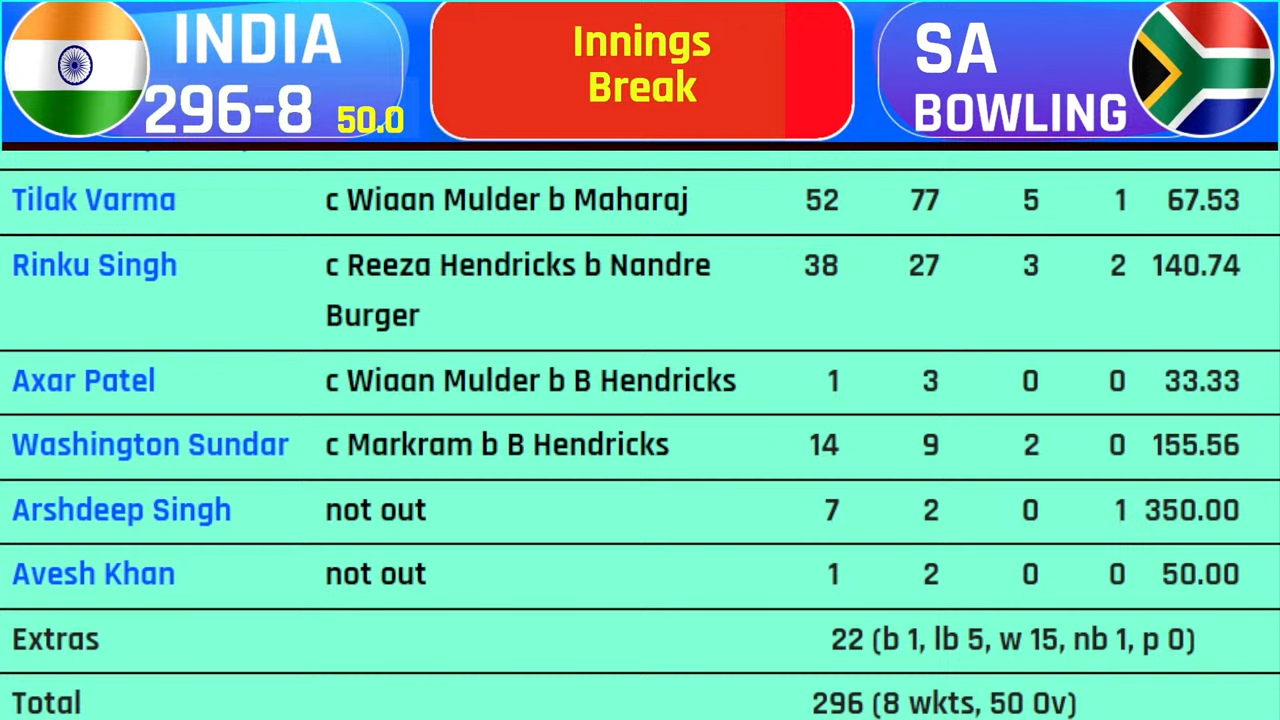 INDIA
296-8 50.0
Innings
Break
SA
BOWLING
Tilak Varma c Wiaan Mulder b Maharaj 52 77 5 1 67.53
Rinku Singh c Reeza Hendricks b Nandre 38 27 3 2 140.74
Burger
Axar Patel c Wiaan Mulder b B Hendricks 1 3 0 0 33.33
Washington Sundar c Markram b B Hendricks 14 9 2 0 155.56
Arshdeep Singh not out 7 2 0 1 350.00
Avesh Khan not out 1 2 0 0 50.00
Extras 22 (b 1, lb 5, w 15, nb 1, p 0)
Total 296 (8 wkts, 50 Ov)